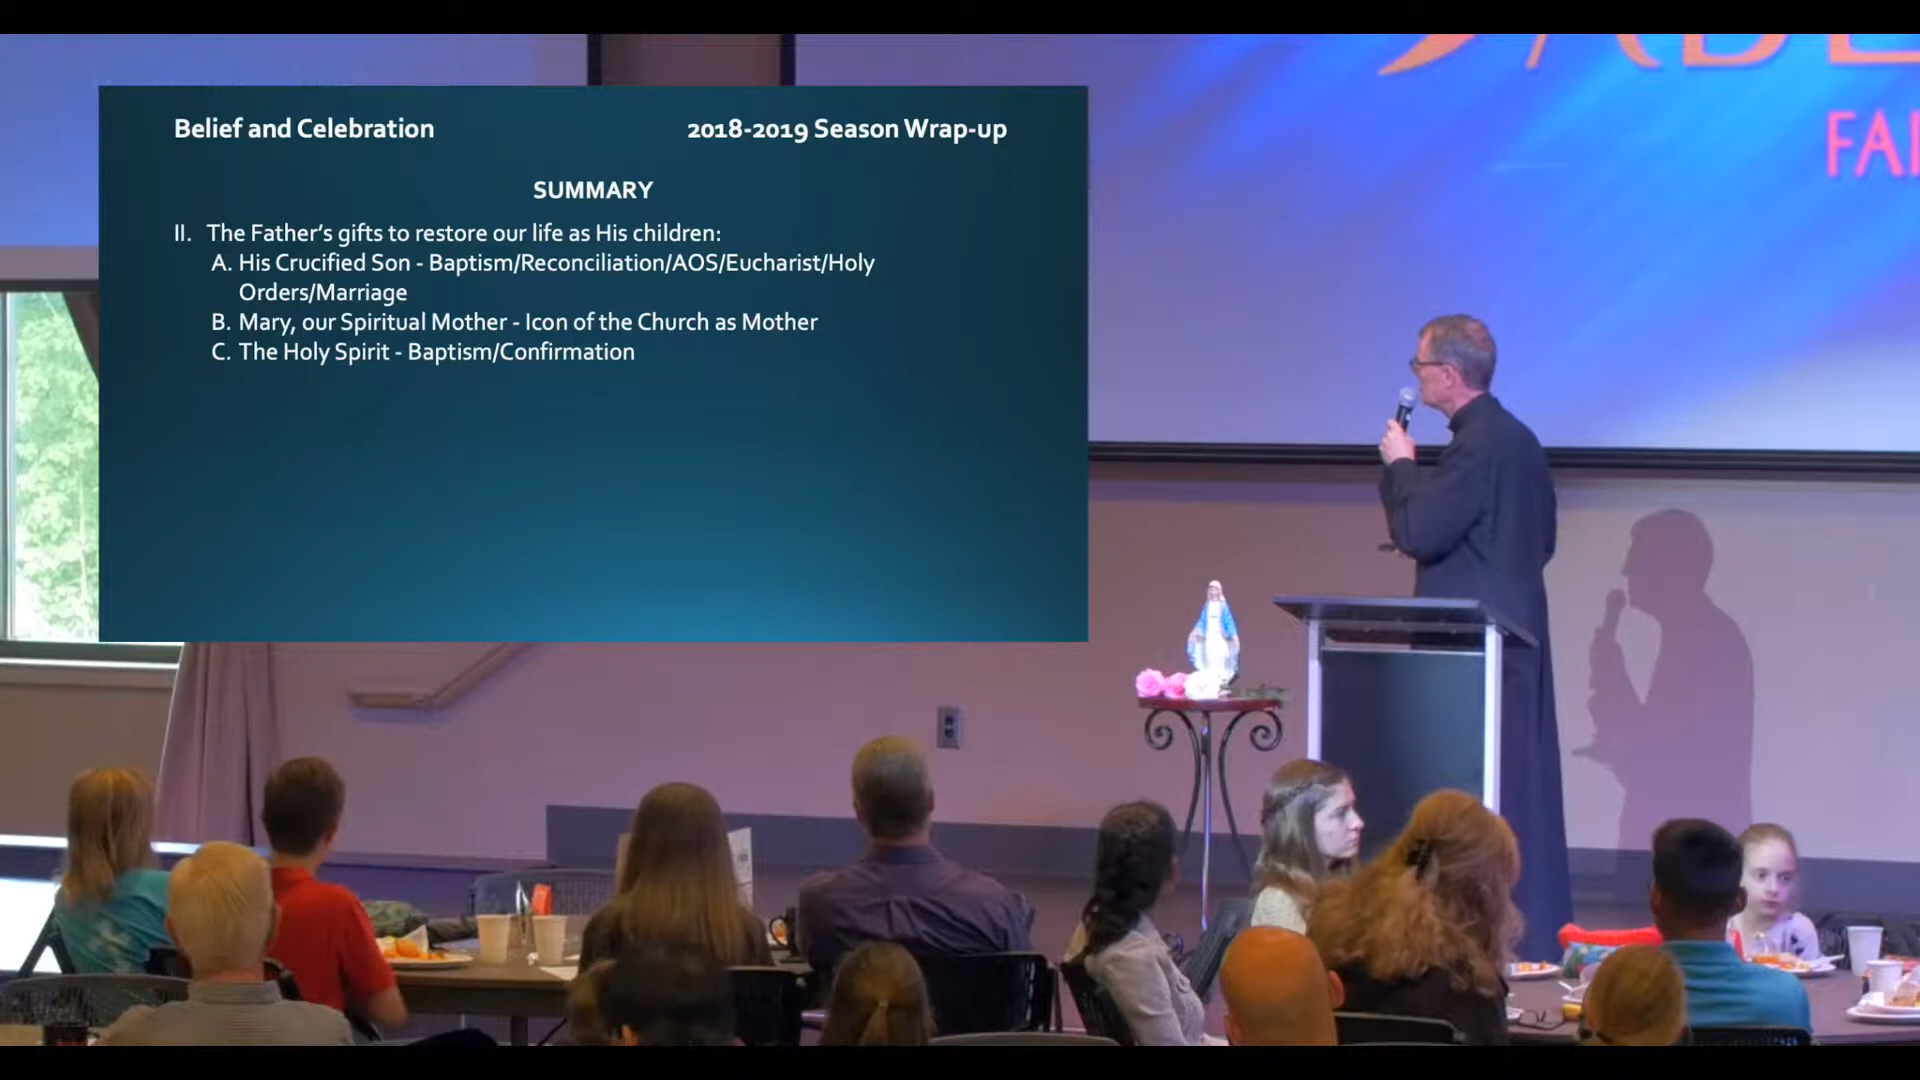 Belief and Celebration
2018-2019 Season Wrap-up
SUMMARY
II. The Father's gifts to restore our life as His children:
A. His Crucified Son - Baptism/Reconciliation/AOS/Eucharist/Holy
Orders/Marriage
B. Mary, our Spiritual Mother - Icon of the Church as Mother
C. The Holy Spirit - Baptism/Confirmation